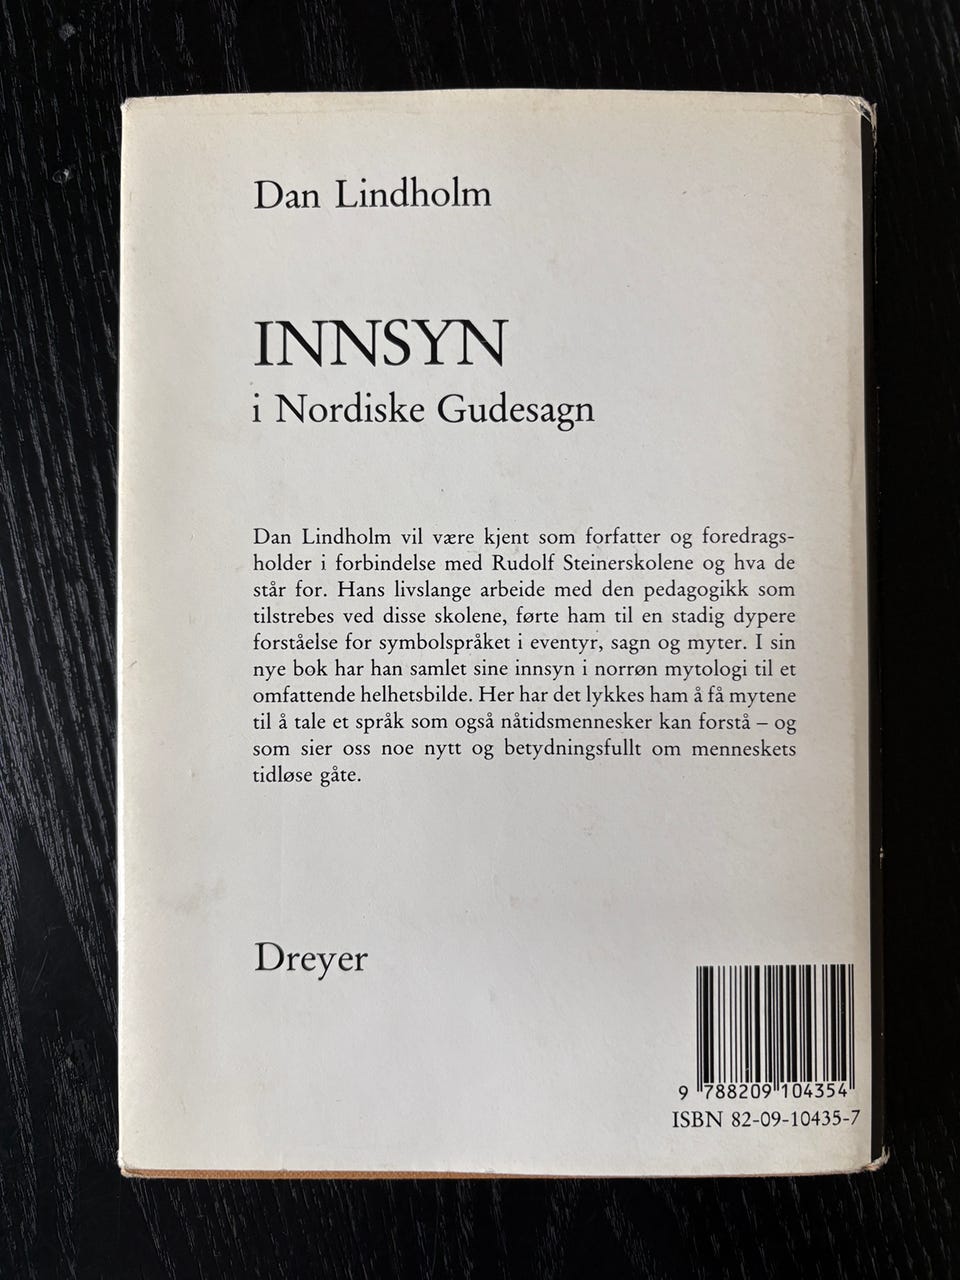 Dan Lindholm
INNSYN
i Nordiske Gudesagn
Dan Lindholm vil være kjent som forfatter og foredrags-
holder i forbindelse med Rudolf Steinerskolene og hva de
står for. Hans livslange arbeide med den pedagogikk som
tilstrebes ved disse skolene, førte ham til en stadig dypere
forståelse for symbolspråket i eventyr, sagn og myter. I sin
nye bok har han samlet sine innsyn i norrøn mytologi til et
omfattende helhetsbilde. Her har det lykkes ham å få mytene
til å tale et språk som også nåtidsmennesker kan forstå – og
som sier oss noe nytt og betydningsfullt om menneskets
tidløse gåte.
Dreyer
9 788209 104354
ISBN 82-09-10435-7